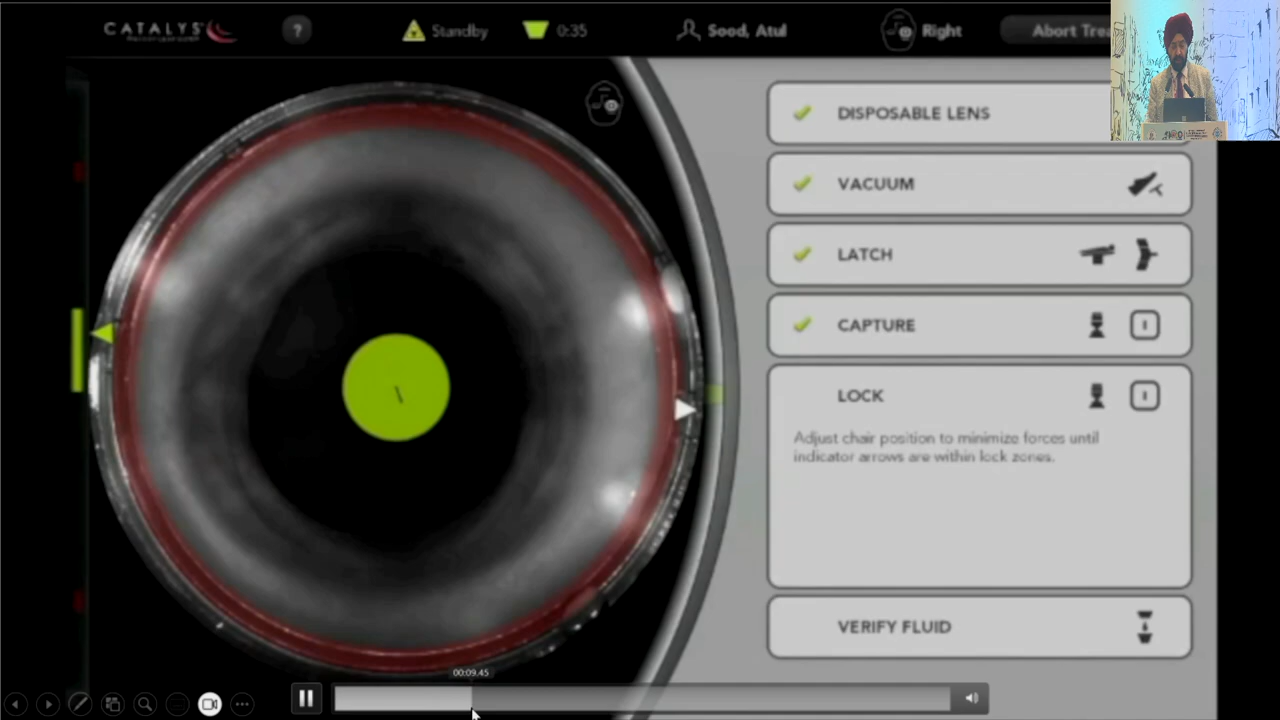 CATALYS
?
Standby
0:35
Sood, Atul
Right
Abort Trea
DISPOSABLE LENS
VACUUM
LATCH
CAPTURE
LOCK
Adjust chair position to minimize forces until
indicator arrows are within lock zones.
VERIFY FLUID
00:09.45